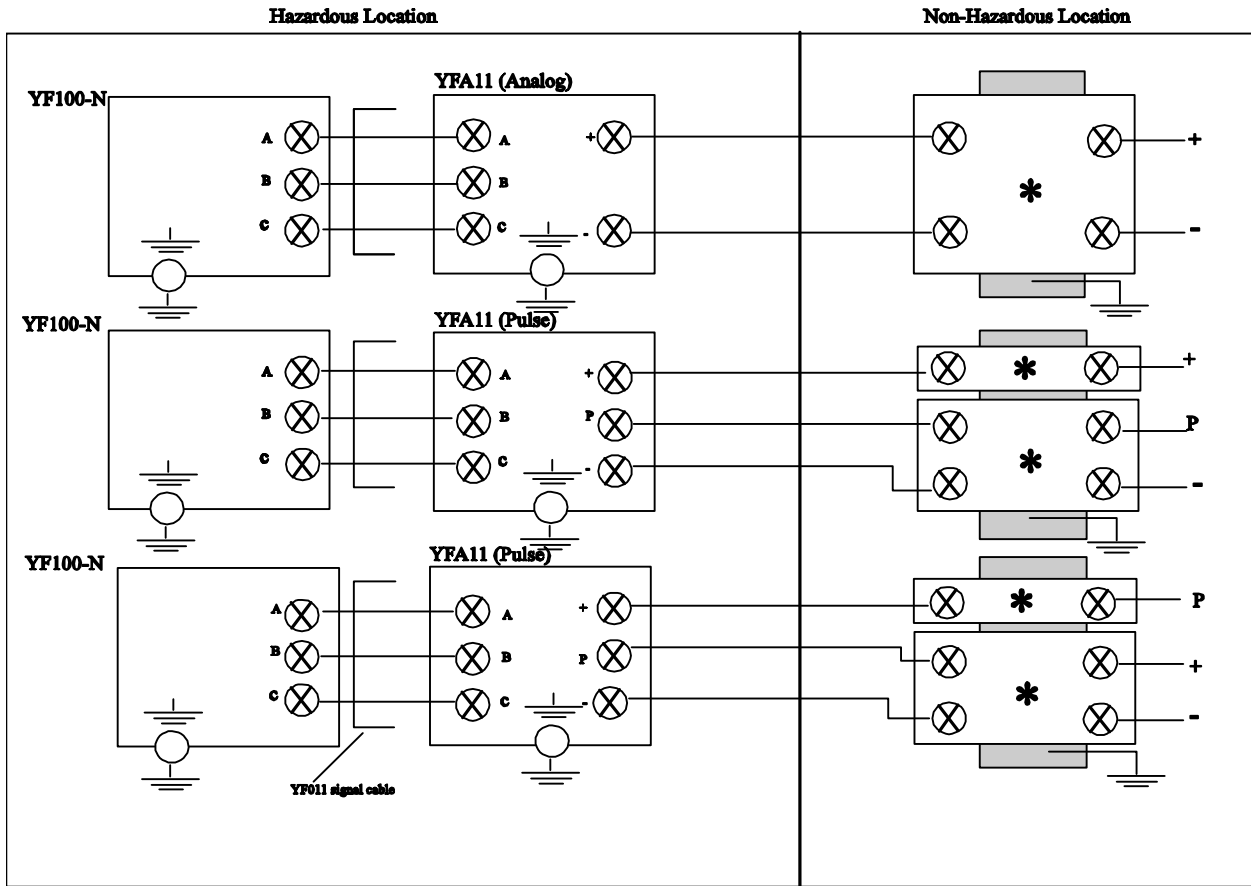 Hazardous Location
Non-Hazardous Location
YF100-N
YFA11 (Analog)
A
A
+
+
B
B
*
C
C
-
-
YF100-N
YFA11 (Pulse)
A
A
+
*
+
B
B
P
P
C
C
-
*
-
YF100-N
YFA11 (Pulse)
A
A
+
*
P
B
B
P
+
C
C
-
*
-
YF011 signal cable